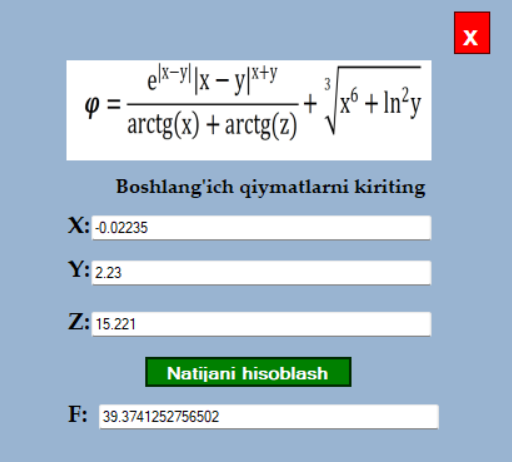 x
φ = e^|x−y| |x − y|^x+y / arctg(x) + arctg(z) + ∛(x⁶ + ln²y)
Boshlang'ich qiymatlarni kiriting
X: -0.02235
Y: 2.23
Z: 15.221
Natijani hisoblash
F: 39.3741252756502